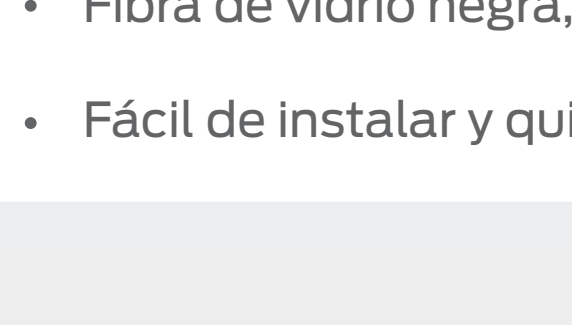 • Fibra de vidrio negra,
• Fácil de instalar y qui